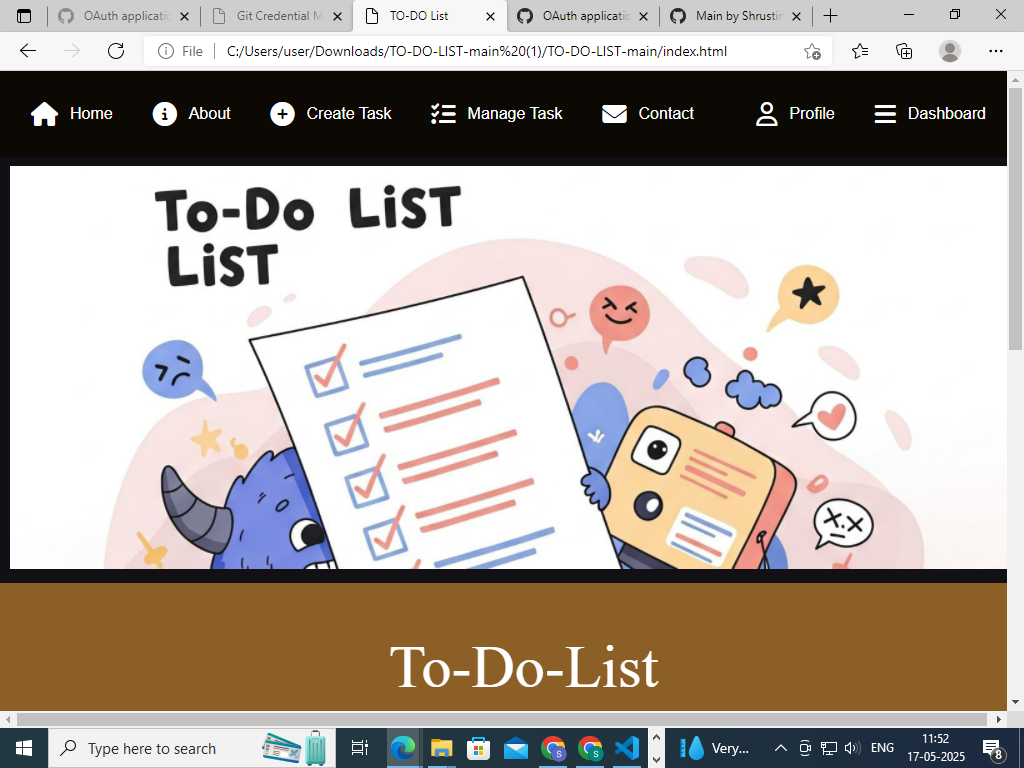 OAuth applicatio
Git Credential M
TO-DO List
OAuth applicatio
Main by Shrustir
File
C:/Users/user/Downloads/TO-DO-LIST-main%20(1)/TO-DO-LIST-main/index.html
Home
About
Create Task
Manage Task
Contact
Profile
Dashboard
To-Do LiST
LiST
To-Do-List
Type here to search
S
S
Very...
ENG
11:52
17-05-2025
8